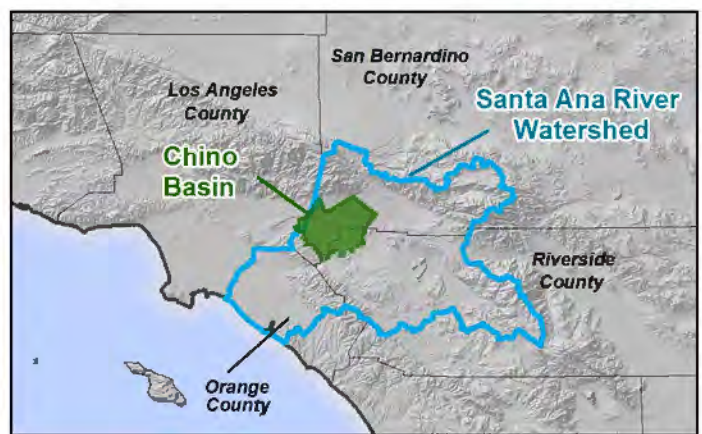 San Bernardino
County
Los Angeles
County
Santa Ana River
Watershed
Chino
Basin
Riverside
County
Orange
County